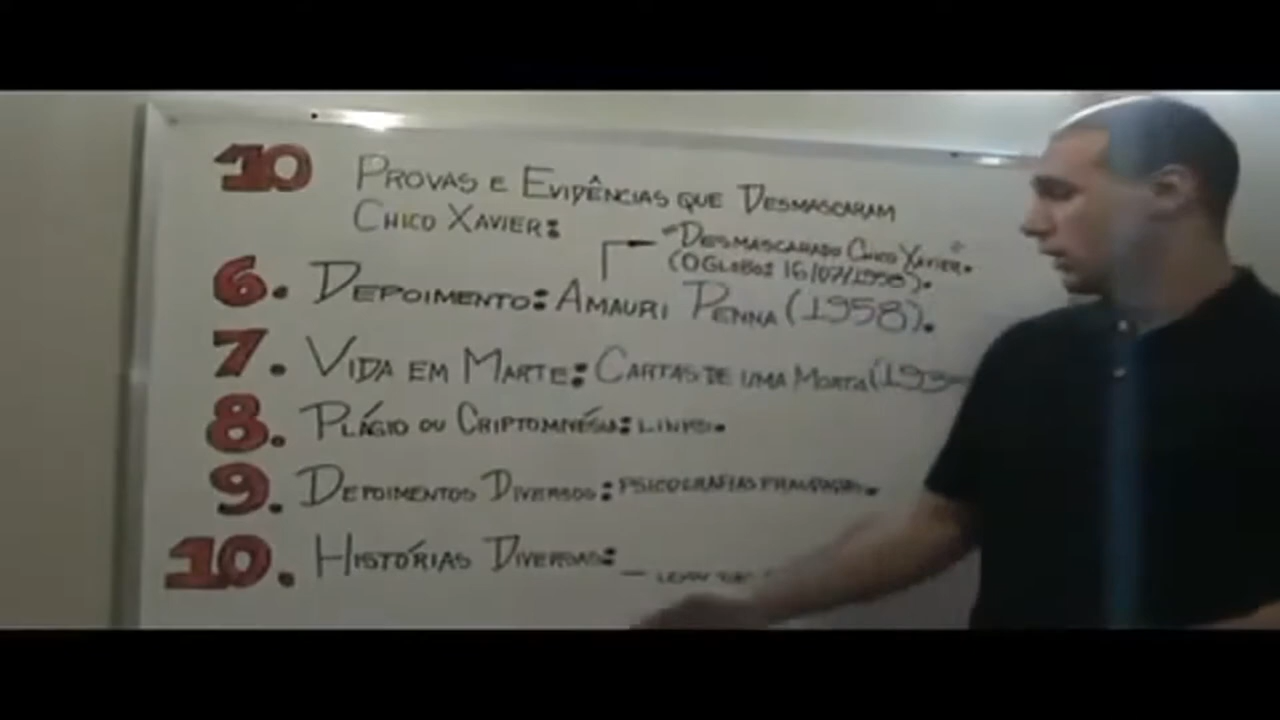 10 PROVAS E EVIDÊNCIAS QUE DESMASCARAM
CHICO XAVIER:
"DESMASCARADO CHICO XAVIER".
(O GLOBO: 16/07/1958).
6. DEPOIMENTO: AMAURI PENNA (1958).
7. VIDA EM MARTE: CARTAS DE UMA MORTA (193
8. PLÁGIO OU CRIPTOMNÉSIA: LINKS.
9. DEPOIMENTOS DIVERSOS: PSICOGRAFIAS FRAUDADAS.
10. HISTÓRIAS DIVERSAS: